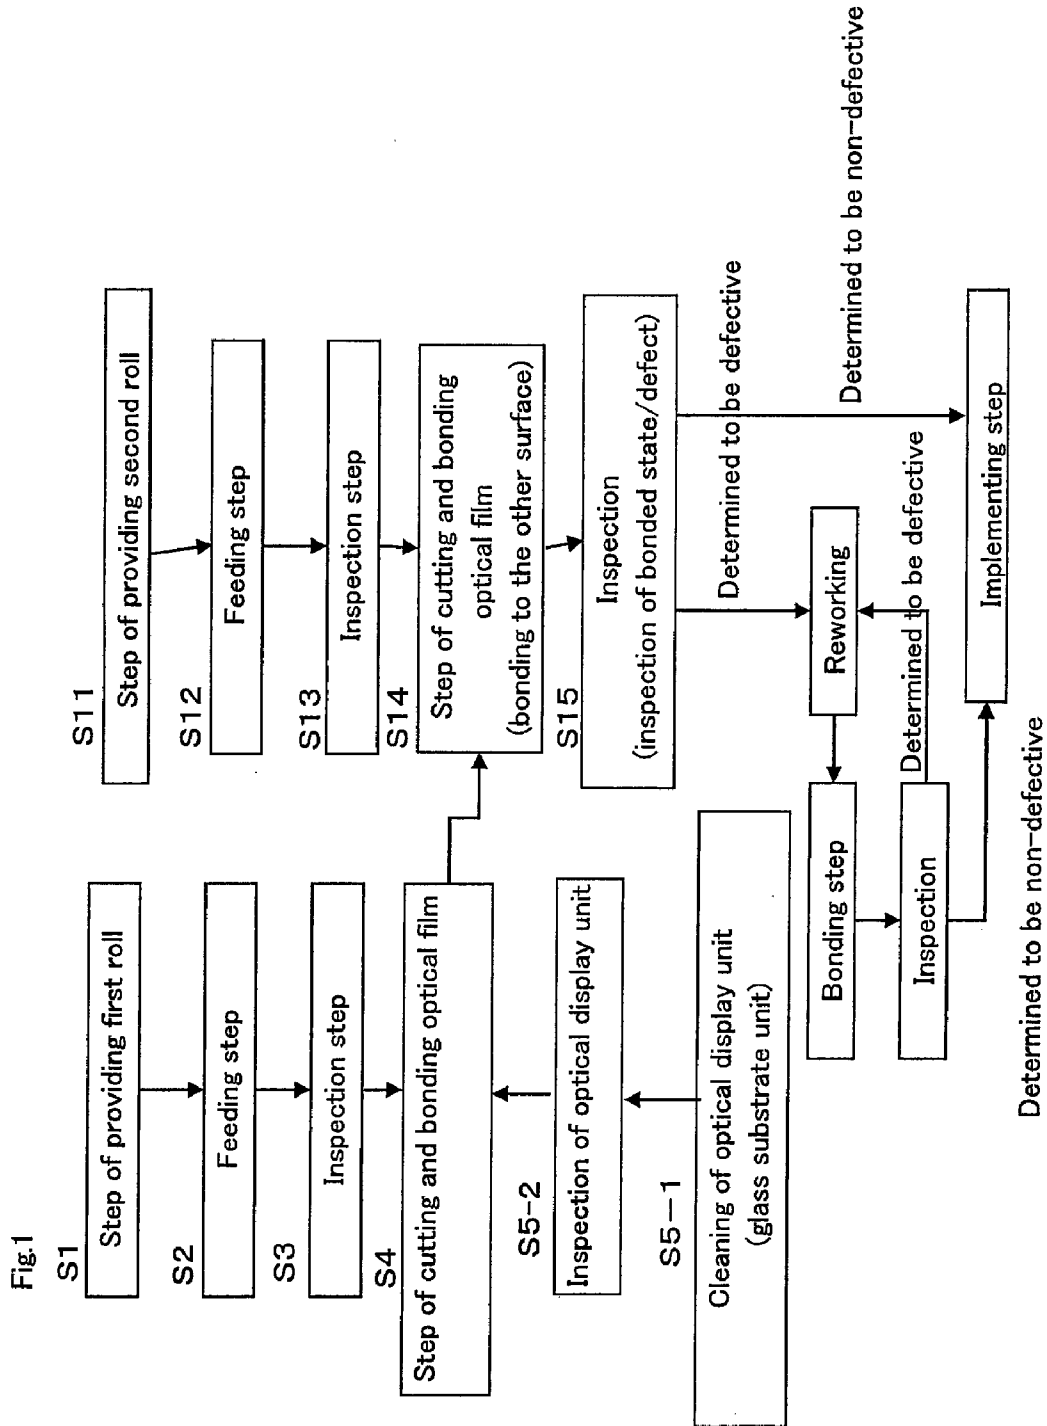 Fig.1
S1
Step of providing first roll
S2
Feeding step
S3
Inspection step
S4
Step of cutting and bonding optical film
S5-2
Inspection of optical display unit
S5-1
Cleaning of optical display unit
(glass substrate unit)
S11
Step of providing second roll
S12
Feeding step
S13
Inspection step
S14
Step of cutting and bonding
optical film
(bonding to the other surface)
S15
Inspection
(inspection of bonded state/defect)
Determined to be defective
Determined to be non-defective
Reworking
Bonding step
Determined to be defective
Inspection
Implementing step
Determined to be non-defective